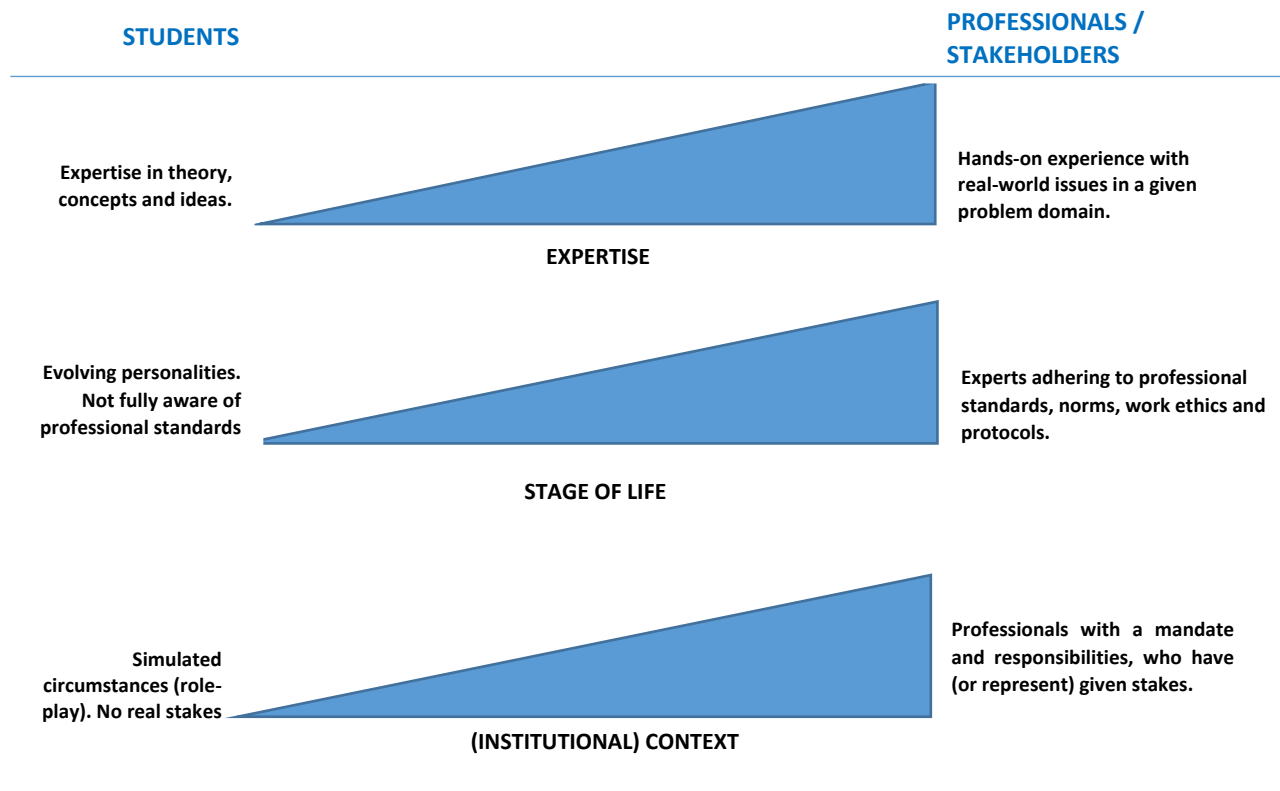 STUDENTS
PROFESSIONALS /
STAKEHOLDERS
Expertise in theory,
concepts and ideas.
Hands-on experience with
real-world issues in a given
problem domain.
EXPERTISE
Evolving personalities.
Not fully aware of
professional standards
Experts adhering to professional
standards, norms, work ethics and
protocols.
STAGE OF LIFE
Simulated
circumstances (role-
play). No real stakes
Professionals with a mandate
and responsibilities, who have
(or represent) given stakes.
(INSTITUTIONAL) CONTEXT